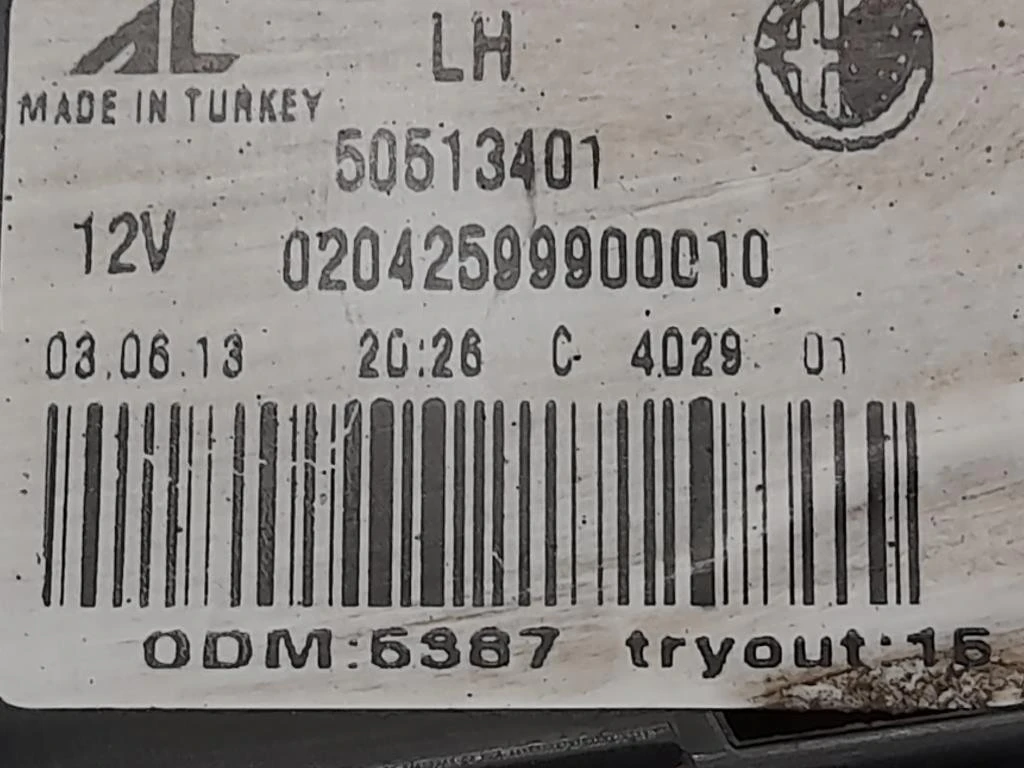 AL
LH
MADE IN TURKEY
50513401
12V
02042599900010
03.06.13 20:26 C 4029 01
ODM:6387 tryout:16